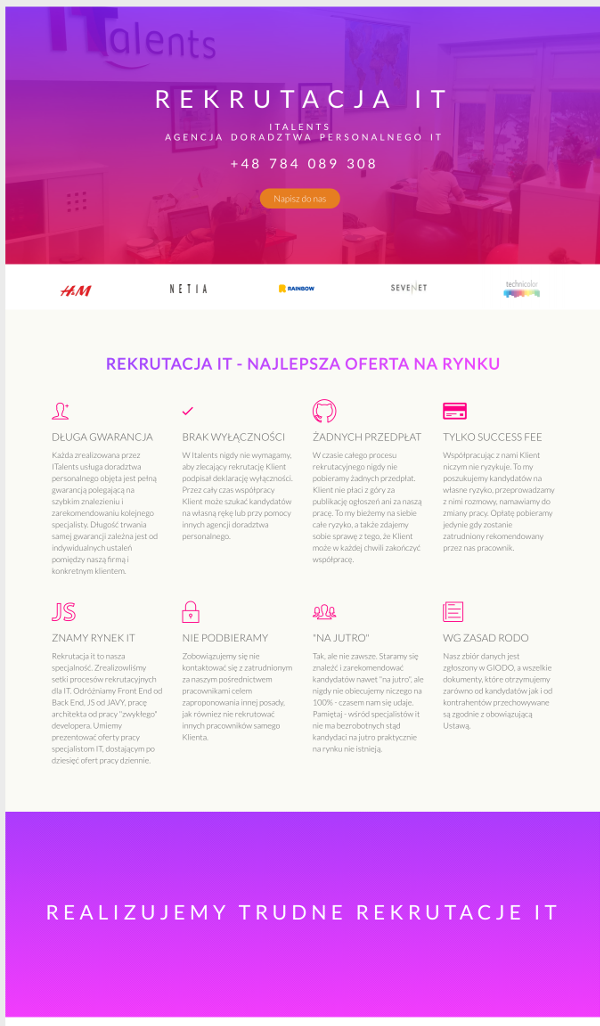 ITalents
REKRUTACJA IT
ITALENTS
AGENCJA DORADZTWA PERSONALNEGO IT
+48 784 089 308
Napisz do nas
H&M
NETIA
RAINBOW
SEVENET
technicolor
REKRUTACJA IT - NAJLEPSZA OFERTA NA RYNKU
DŁUGA GWARANCJA
Każda zrealizowana przez
ITalents usługa doradztwa
personalnego objęta jest pełną
gwarancją polegającą na
szybkim znalezieniu i
zarekomendowaniu kolejnego
specjalisty. Długość trwania
samej gwarancji zależna jest od
indywidualnych ustaleń
pomiędzy naszą firmą i
konkretnym klientem.
BRAK WYŁĄCZNOŚCI
W Italents nigdy nie wymagamy,
aby zlecający rekrutację Klient
podpisał deklarację wyłączności.
Przez cały czas współpracy
Klient może szukać kandydatów
na własną rękę lub przy pomocy
innych agencji doradztwa
personalnego.
ŻADNYCH PRZEDPŁAT
W czasie całego procesu
rekrutacyjnego nigdy nie
pobieramy żadnych przedpłat.
Klient nie płaci z góry za
publikację ogłoszeń ani za naszą
pracę. To my bieżemy na siebie
całe ryzyko, a także zdajemy
sobie sprawę z tego, że Klient
może w każdej chwili zakończyć
współpracę.
TYLKO SUCCESS FEE
Współpracując z nami Klient
niczym nie ryzykuje. To my
poszukujemy kandydatów na
własne ryzyko, przeprowadzamy
z nimi rozmowy, namawiamy do
zmiany pracy. Opłatę pobieramy
jedynie gdy zostanie
zatrudniony rekomendowany
przez nas pracownik.
JS
ZNAMY RYNEK IT
Rekrutacja it to nasza
specjalność. Zrealizowliśmy
setki procesów rekrutacyjnych
dla IT. Odróżniamy Front End od
Back End, JS od JAVY, pracę
architekta od pracy "zwykłego"
developera. Umiemy
prezentować oferty pracy
specjalistom IT, dostającym po
dziesięć ofert pracy dziennie.
NIE PODBIERAMY
Zobowiązujemy się nie
kontaktować się z zatrudnionym
za naszym pośrednictwem
pracownikami celem
zaproponowania innej posady,
jak równiez nie rekrutować
innych pracowników samego
Klienta.
"NA JUTRO"
Tak, ale nie zawsze. Staramy się
znaleźć i zarekomendować
kandydatów nawet "na jutro", ale
nigdy nie obiecujemy niczego na
100% - czasem nam się udaje.
Pamiętaj - wśród specjalistów it
nie ma bezrobotnych stąd
kandydaci na jutro praktycznie
na rynku nie istnieją.
WG ZASAD RODO
Nasz zbiór danych jest
zgłoszony w GIODO, a wszelkie
dokumenty, które otrzymujemy
zarówno od kandydatów jak i od
kontrahentów przechowywane
są zgodnie z obowiązującą
Ustawą.
REALIZUJEMY TRUDNE REKRUTACJE IT